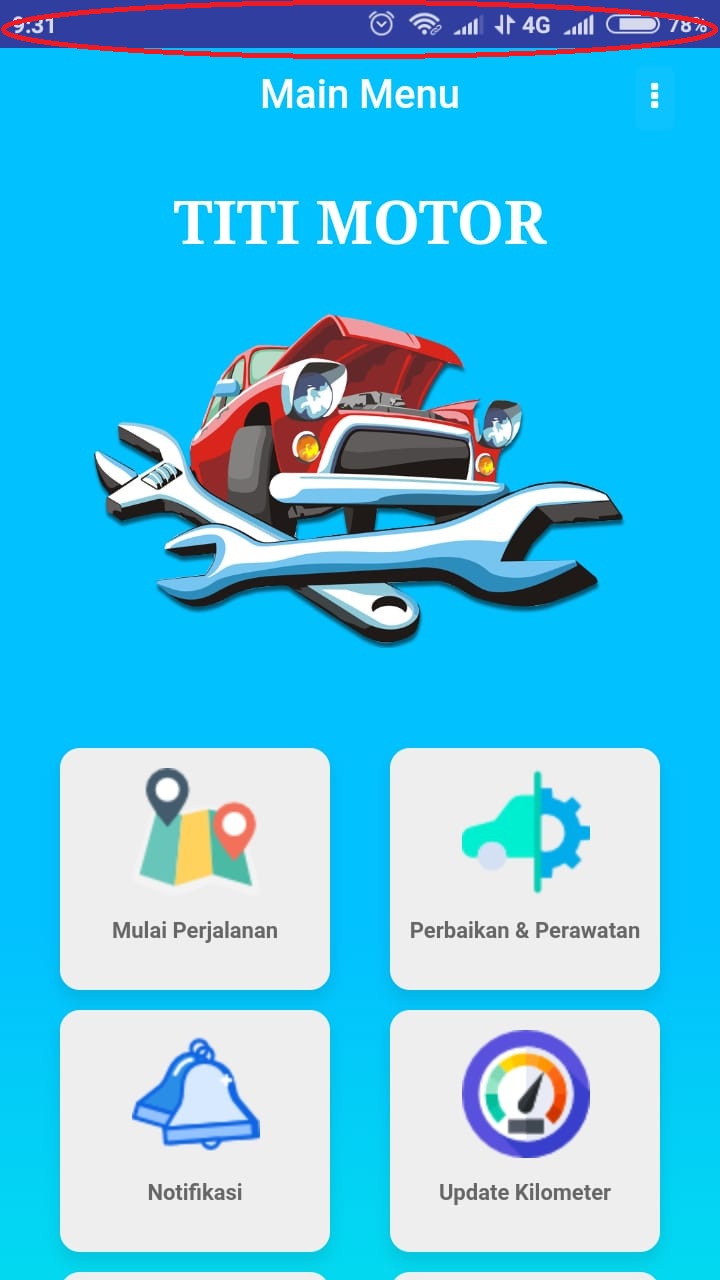 9:31 4G 78%
Main Menu
TITI MOTOR
Mulai Perjalanan
Perbaikan & Perawatan
Notifikasi
Update Kilometer